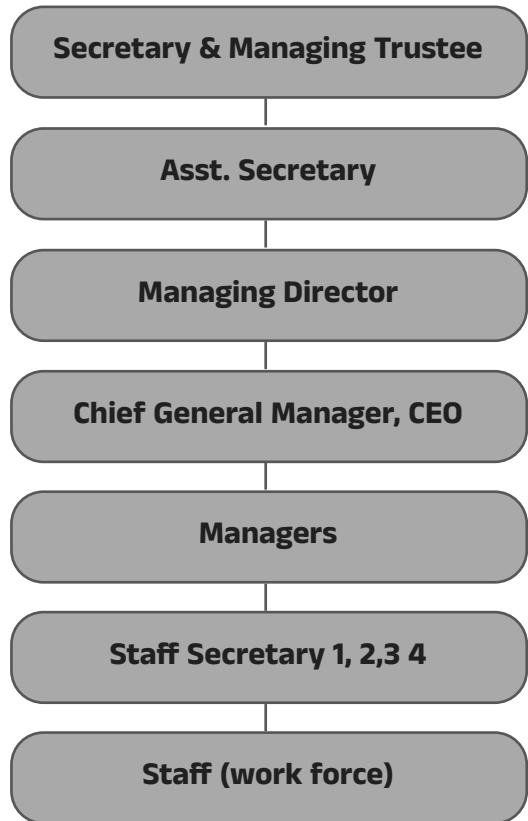 Secretary & Managing Trustee
Asst. Secretary
Managing Director
Chief General Manager, CEO
Managers
Staff Secretary 1, 2,3 4
Staff (work force)